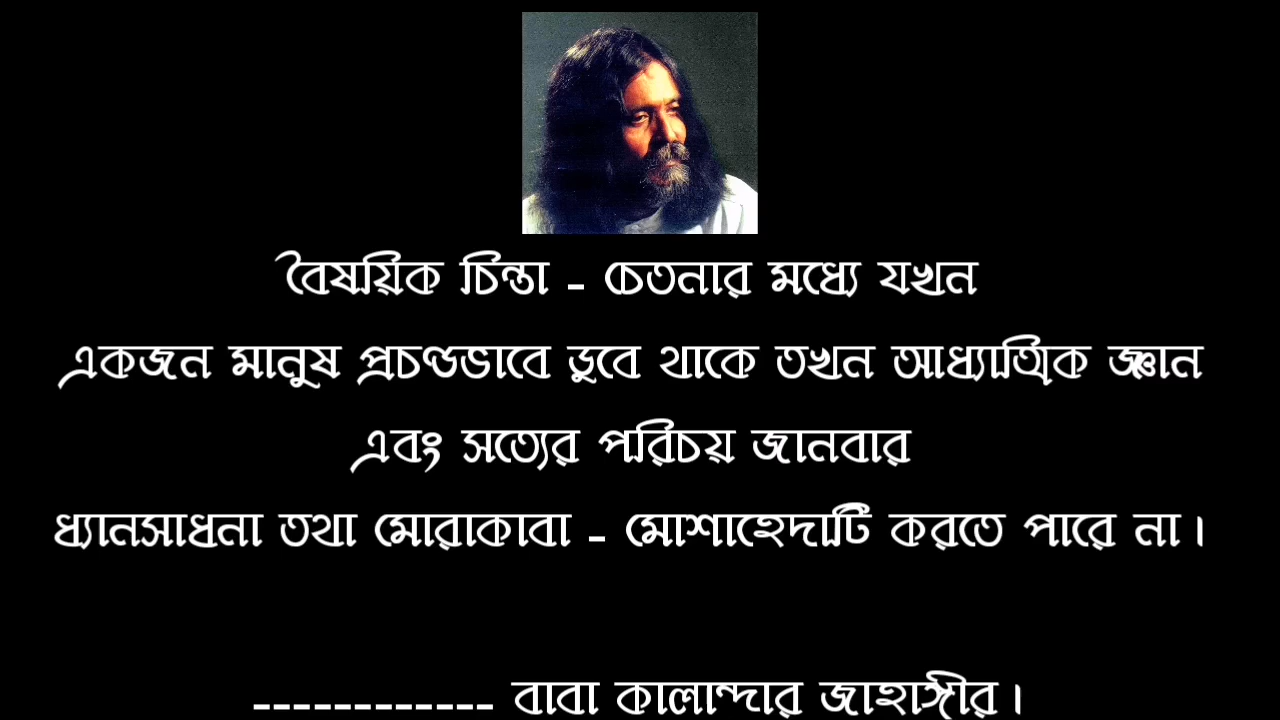 বৈষয়িক চিন্তা - চেতনার মধ্যে যখন
একজন মানুষ প্রচণ্ডভাবে ডুবে থাকে তখন আধ্যাত্মিক জ্ঞান
এবং সত্যের পরিচয় জানবার
ধ্যানসাধনা তথা মোরাকাবা - মোশাহেদাটি করতে পারে না।
------------ বাবা কালান্দার জাহাঙ্গীর।